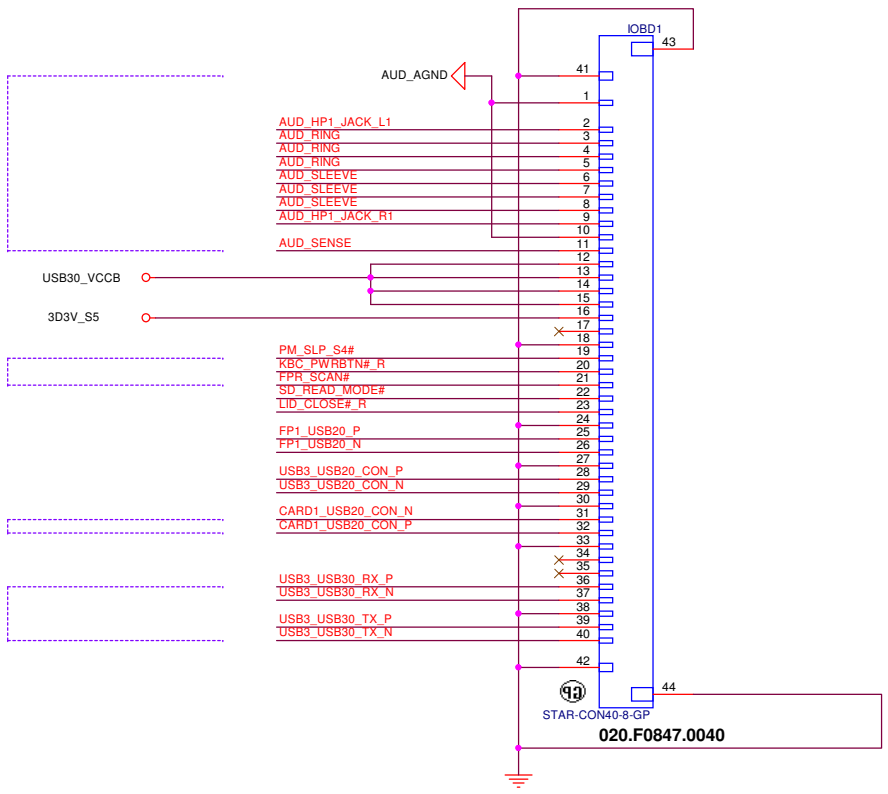 IOBD1
43
41
AUD_AGND
1
AUD_HP1_JACK_L1 2
AUD_RING 3
AUD_RING 4
AUD_RING 5
AUD_SLEEVE 6
AUD_SLEEVE 7
AUD_SLEEVE 8
AUD_HP1_JACK_R1 9
10
AUD_SENSE 11
12
USB30_VCCB 13
14
15
3D3V_S5 16
17
18
PM_SLP_S4# 19
KBC_PWRBTN#_R 20
FPR_SCAN# 21
SD_READ_MODE# 22
LID_CLOSE#_R 23
24
FP1_USB20_P 25
FP1_USB20_N 26
27
USB3_USB20_CON_P 28
USB3_USB20_CON_N 29
30
CARD1_USB20_CON_N 31
CARD1_USB20_CON_P 32
33
34
35
USB3_USB30_RX_P 36
USB3_USB30_RX_N 37
38
USB3_USB30_TX_P 39
USB3_USB30_TX_N 40
42
44
GP
STAR-CON40-8-GP
020.F0847.0040